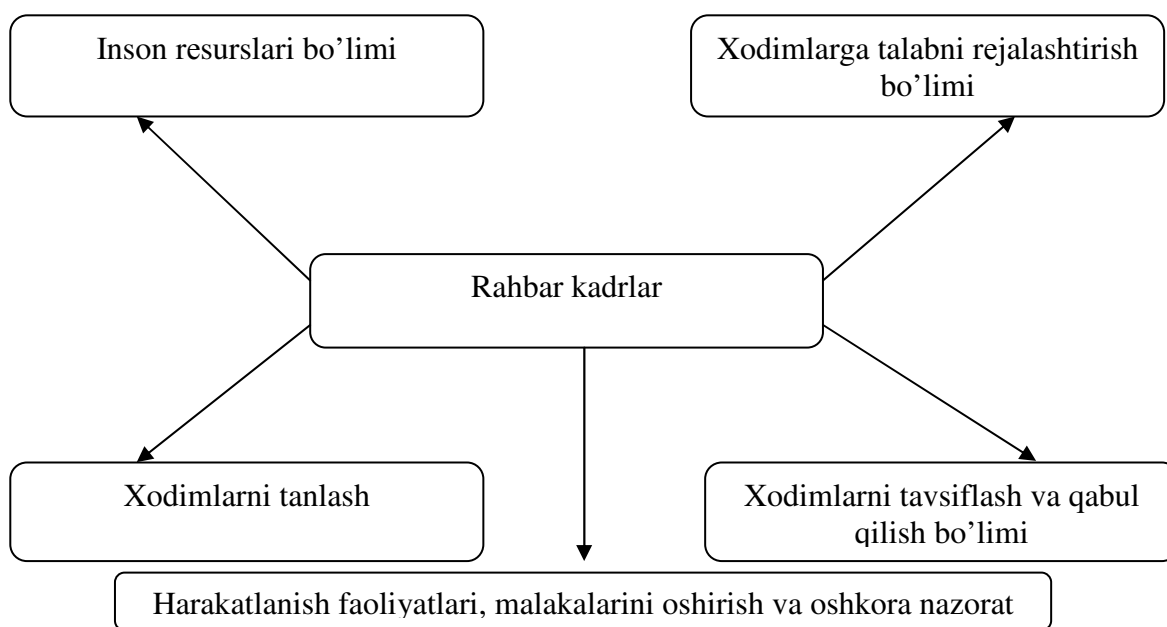 Inson resurslari bo’limi
Xodimlarga talabni rejalashtirish
bo’limi
Rahbar kadrlar
Xodimlarni tanlash
Xodimlarni tavsiflash va qabul
qilish bo’limi
Harakatlanish faoliyatlari, malakalarini oshirish va oshkora nazorat